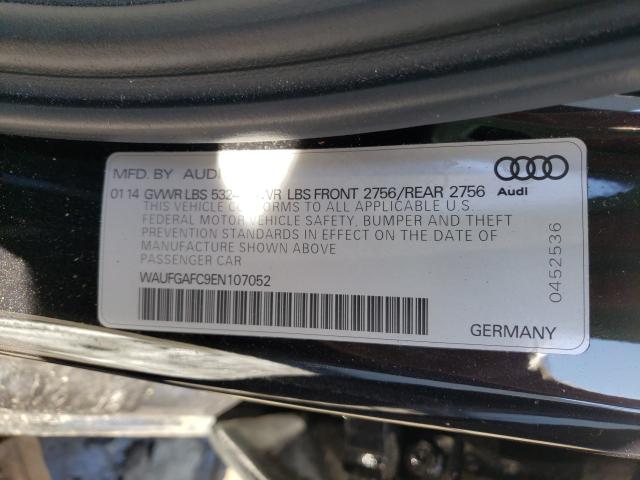 MFD. BY AUDI
Audi
01 14 GVWR LBS LBS FRONT 2756/REAR 2756
THIS VEHICLE CONFORMS TO ALL APPLICABLE U.S.
FEDERAL MOTOR VEHICLE SAFETY, BUMPER AND THEFT
PREVENTION STANDARDS IN EFFECT ON THE DATE OF
MANUFACTURE SHOWN ABOVE
PASSENGER CAR
WAUFGAFC9EN107052
GERMANY
0452536